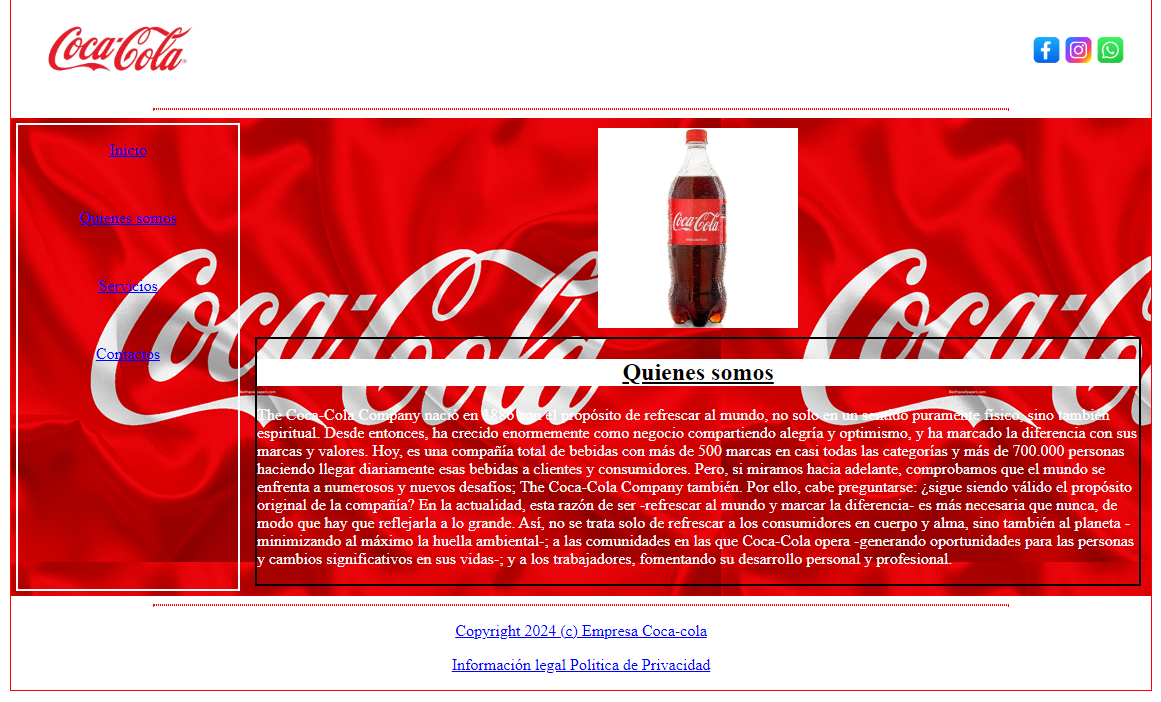 Coca-Cola
Inicio
Quienes somos
Servicios
Contactos
Coca-Cola
Coca-Cola
Coca-Cola
Quienes somos
The Coca-Cola Company nació en 1886 con el propósito de refrescar al mundo, no solo en un sentido puramente físico, sino también
espiritual. Desde entonces, ha crecido enormemente como negocio compartiendo alegría y optimismo, y ha marcado la diferencia con sus
marcas y valores. Hoy, es una compañía total de bebidas con más de 500 marcas en casi todas las categorías y más de 700.000 personas
haciendo llegar diariamente esas bebidas a clientes y consumidores. Pero, si miramos hacia adelante, comprobamos que el mundo se
enfrenta a numerosos y nuevos desafíos; The Coca-Cola Company también. Por ello, cabe preguntarse: ¿sigue siendo válido el propósito
original de la compañía? En la actualidad, esta razón de ser -refrescar al mundo y marcar la diferencia- es más necesaria que nunca, de
modo que hay que reflejarla a lo grande. Así, no se trata solo de refrescar a los consumidores en cuerpo y alma, sino también al planeta -
minimizando al máximo la huella ambiental-; a las comunidades en las que Coca-Cola opera -generando oportunidades para las personas
y cambios significativos en sus vidas-; y a los trabajadores, fomentando su desarrollo personal y profesional.
Copyright 2024 (c) Empresa Coca-cola
Información legal Politica de Privacidad